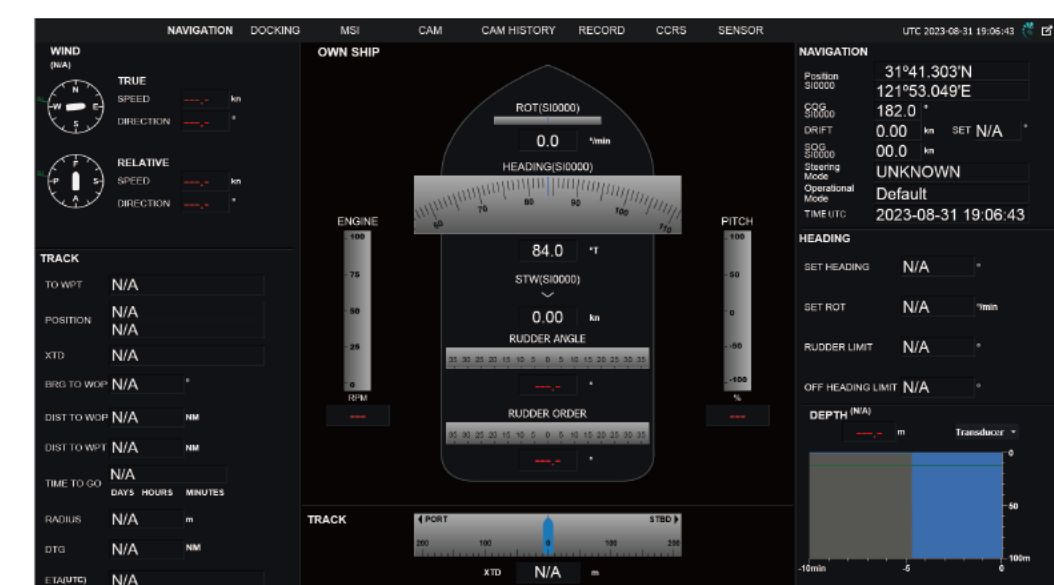 NAVIGATION DOCKING MSI CAM CAM HISTORY RECORD CCRS SENSOR UTC 2023-08-31 19:06:43
WIND
(N/A)
N
W E
S
TRUE
SPEED ---.- kn
DIRECTION ---.- °
F
P S
A
RELATIVE
SPEED ---.- kn
DIRECTION ---.- °
TRACK
TO WPT N/A
POSITION N/A
N/A
XTD N/A
BRG TO WOP N/A °
DIST TO WOP N/A NM
DIST TO WPT N/A NM
TIME TO GO N/A
DAYS HOURS MINUTES
RADIUS N/A m
DTG N/A NM
ETA(UTC) N/A
OWN SHIP
ROT(SI0000)
0.0 °/min
HEADING(SI0000)
60 70 80 90 100 110
84.0 °T
STW(SI0000)
0.00 kn
RUDDER ANGLE
35 30 25 20 15 10 5 0 5 10 15 20 25 30 35
---.- °
RUDDER ORDER
35 30 25 20 15 10 5 0 5 10 15 20 25 30 35
---.- °
ENGINE
100
75
50
25
0
RPM
---
PITCH
100
50
0
-50
-100
%
---
TRACK
PORT STBD
200 100 0 100 200
XTD N/A m
NAVIGATION
Position 31°41.303'N
SI0000 121°53.049'E
COG 182.0 °
SI0000
DRIFT 0.00 kn SET N/A °
SOG 00.0 kn
SI0000
Steering Mode UNKNOWN
Operational Mode Default
TIME UTC 2023-08-31 19:06:43
HEADING
SET HEADING N/A °
SET ROT N/A °/min
RUDDER LIMIT N/A °
OFF HEADING LIMIT N/A °
DEPTH (N/A)
---.- m Transducer
0
50
100m
-10min -5 0